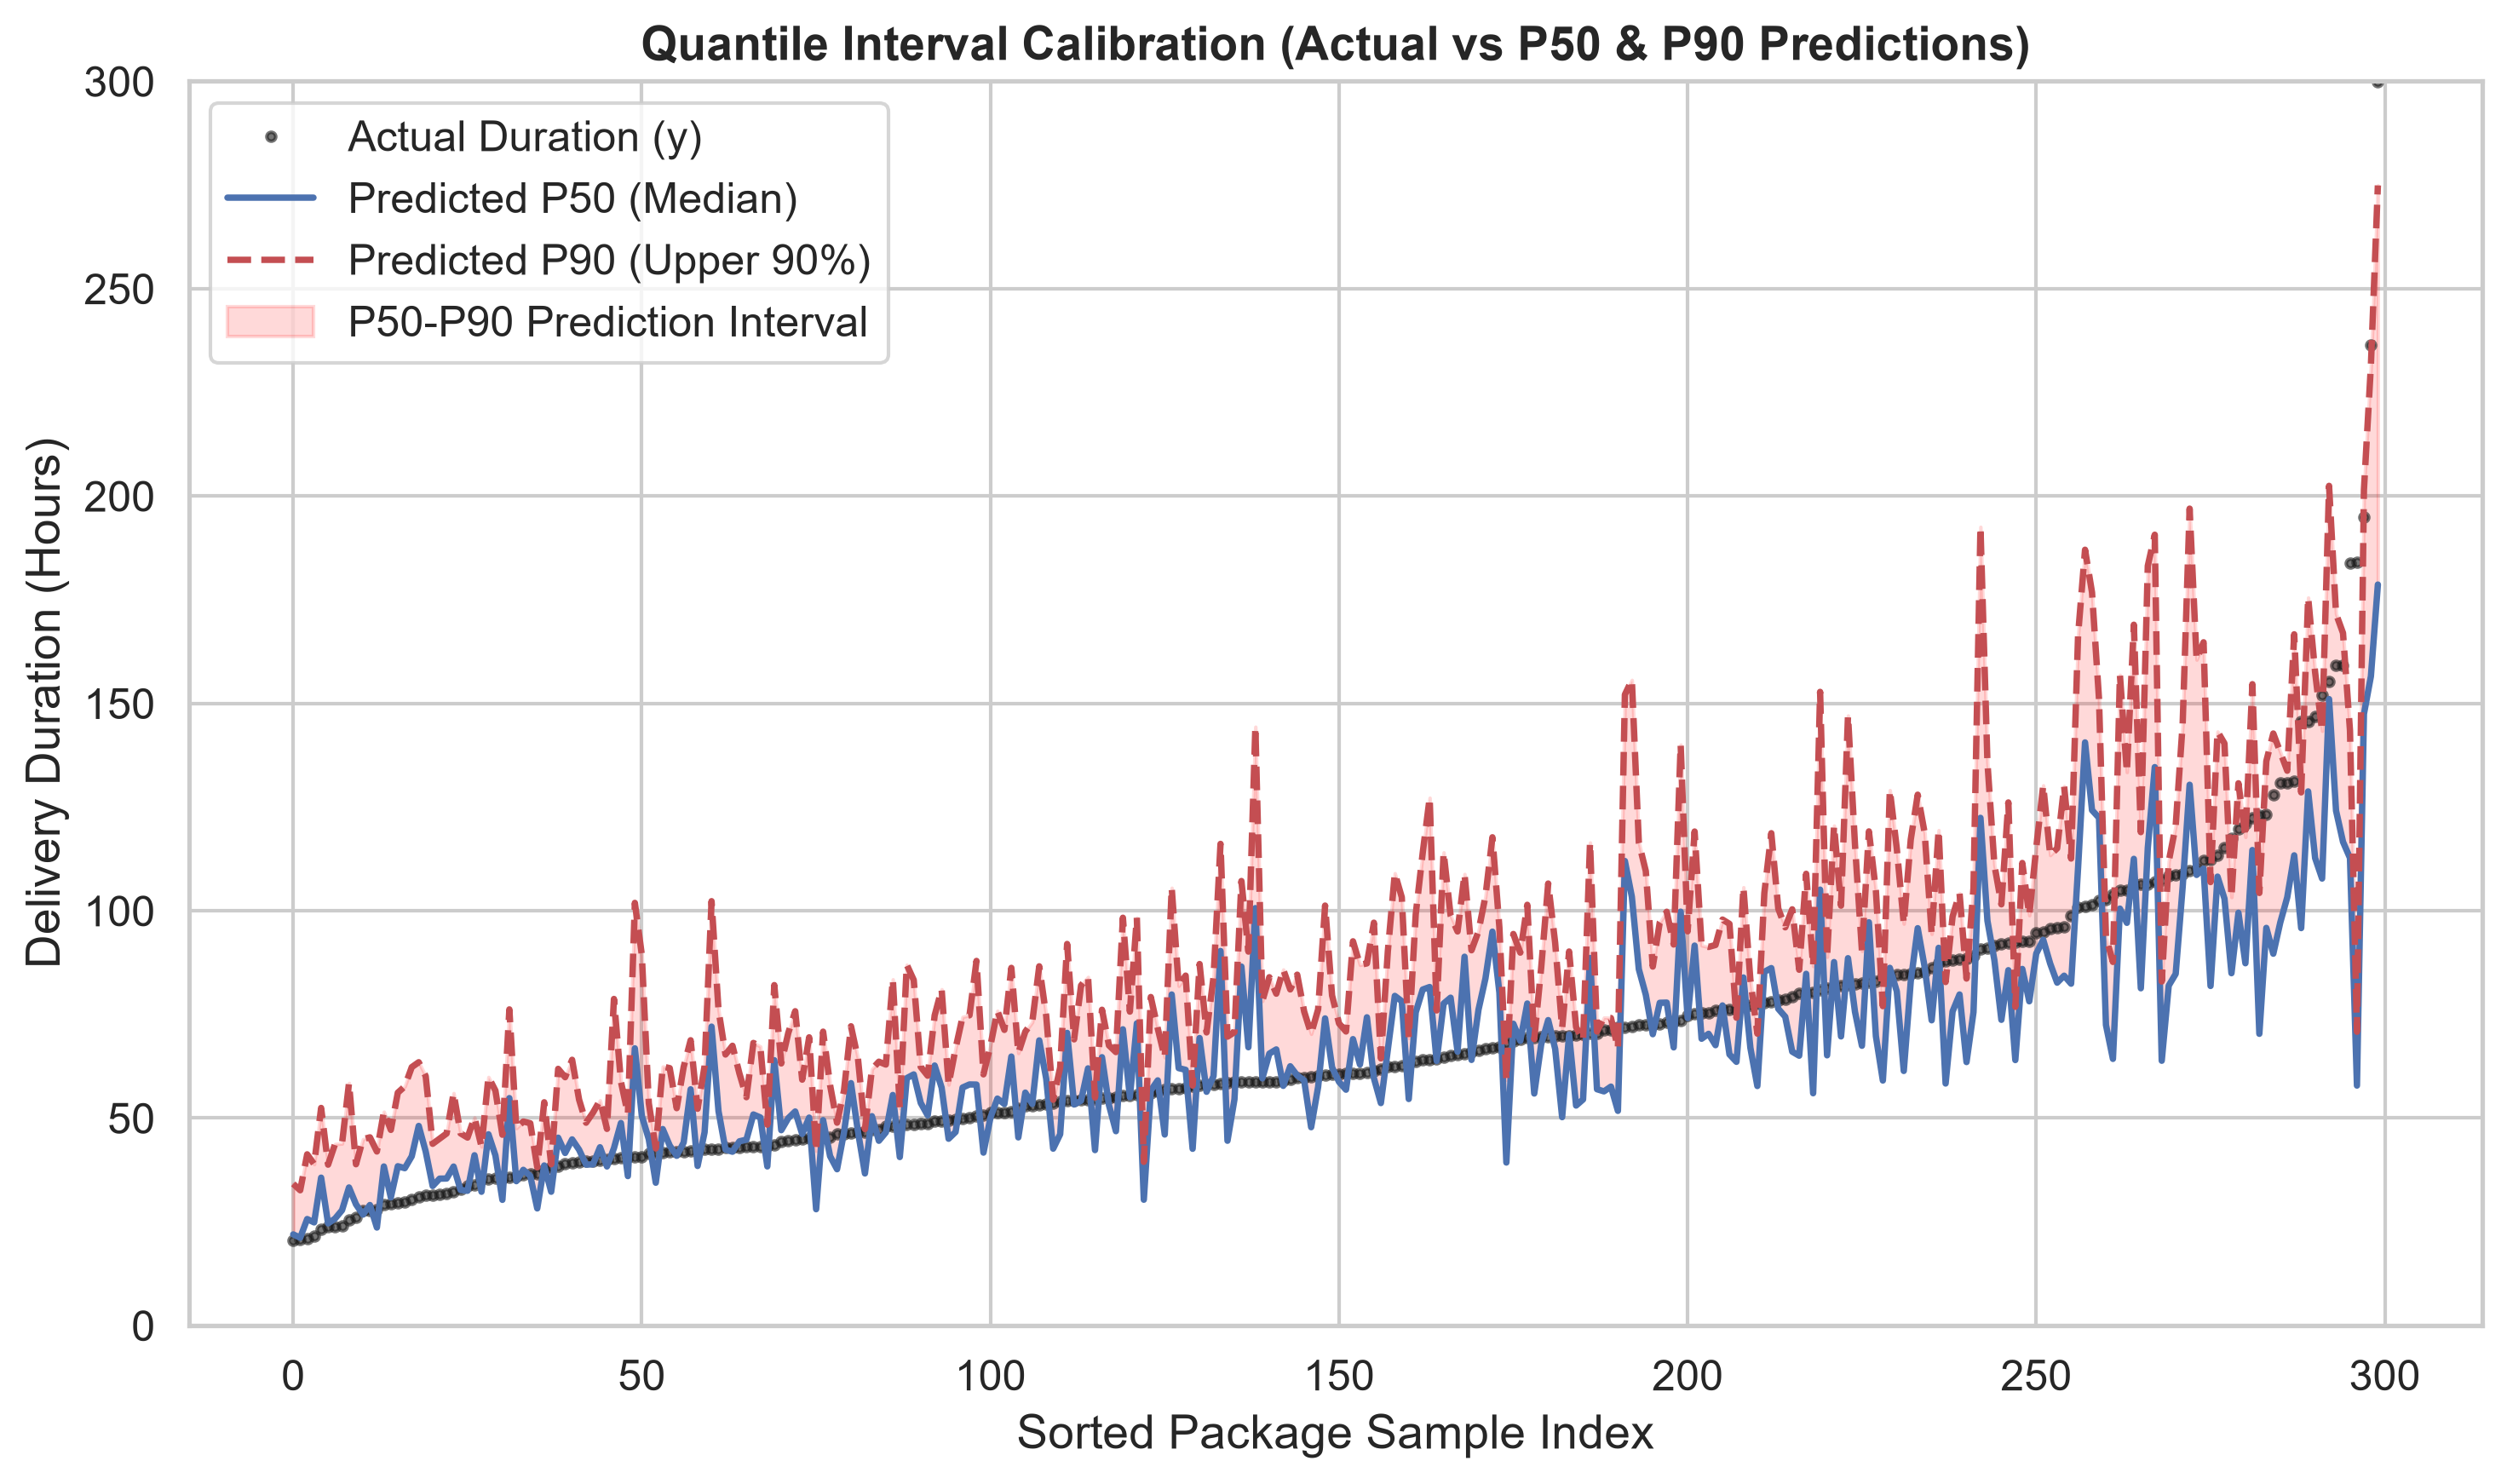 Quantile Interval Calibration (Actual vs P50 & P90 Predictions)
300
250
200
150
100
50
0
Delivery Duration (Hours)
Actual Duration (y)
Predicted P50 (Median)
Predicted P90 (Upper 90%)
P50-P90 Prediction Interval
0 50 100 150 200 250 300
Sorted Package Sample Index